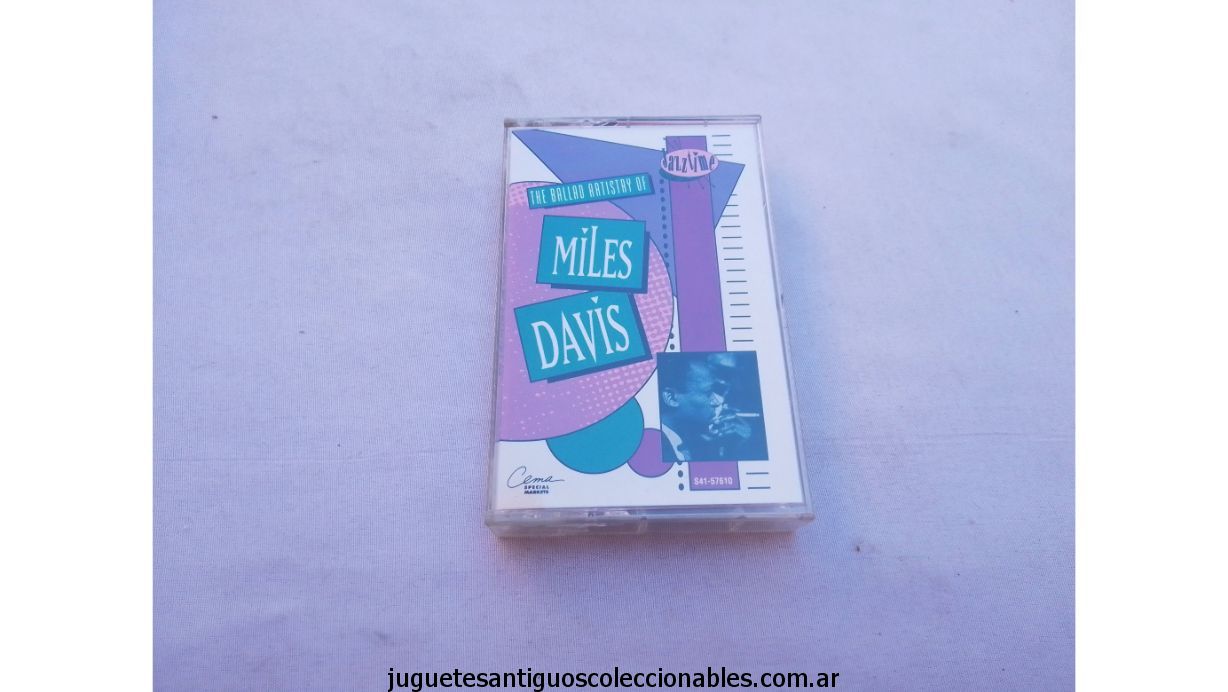 Jazztime
THE BALLAD ARTISTRY OF
MILES
DAVIS
Cema
SPECIAL
MARKETS
S41-57610
juguetesantiguoscoleccionables.com.ar